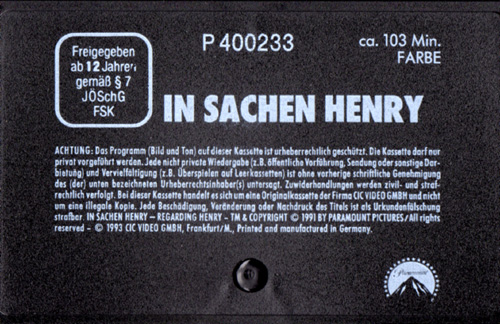 Freigegeben
ab 12 Jahren
gemäß § 7
JÖSchG
FSK
P 400233
ca. 103 Min.
FARBE
IN SACHEN HENRY
ACHTUNG: Das Programm (Bild und Ton) auf dieser Kassette ist urheberrechtlich geschützt. Die Kassette darf nur
privat vorgeführt werden. Jede nicht private Wiedergabe (z.B. öffentliche Vorführung, Sendung oder sonstige Dar-
bietung) und Vervielfältigung (z.B. Überspielen auf Leerkassetten) ist ohne vorherige schriftliche Genehmigung
des (der) unten bezeichneten Urheberrechtsinhaber(s) untersagt. Zuwiderhandlungen werden zivil- und straf-
rechtlich verfolgt. Bei dieser Kassette handelt es sich um eine Originalkassette der Firma CIC VIDEO GMBH und nicht
um eine illegale Kopie. Jede Beschädigung, Veränderung oder Nachdruck des Titels ist als Urkundenfälschung
strafbar. IN SACHEN HENRY – REGARDING HENRY – TM & COPYRIGHT © 1991 BY PARAMOUNT PICTURES/All rights
reserved – © 1993 CIC VIDEO GMBH, Frankfurt/M., Printed and manufactured in Germany.
Paramount